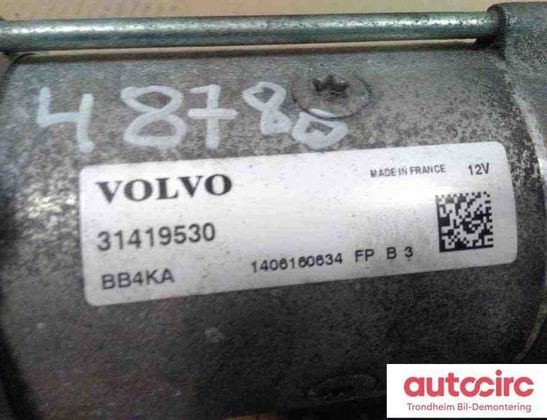 48780
VOLVO
MADE IN FRANCE 12V
31419530
BB4KA
1406160634 FP B 3
autocirc
Trondheim Bil-Demontering